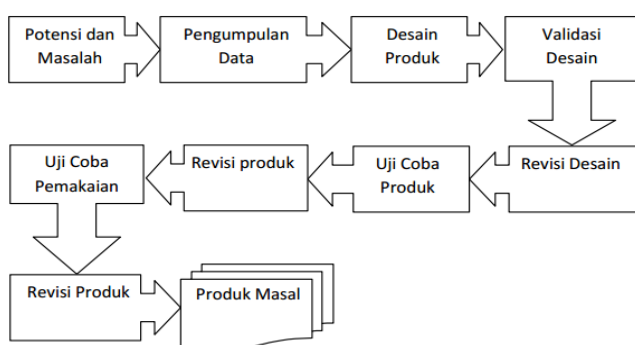 Potensi dan
Masalah
Pengumpulan
Data
Desain
Produk
Validasi
Desain
Revisi Desain
Uji Coba
Produk
Revisi produk
Uji Coba
Pemakaian
Revisi Produk
Produk Masal